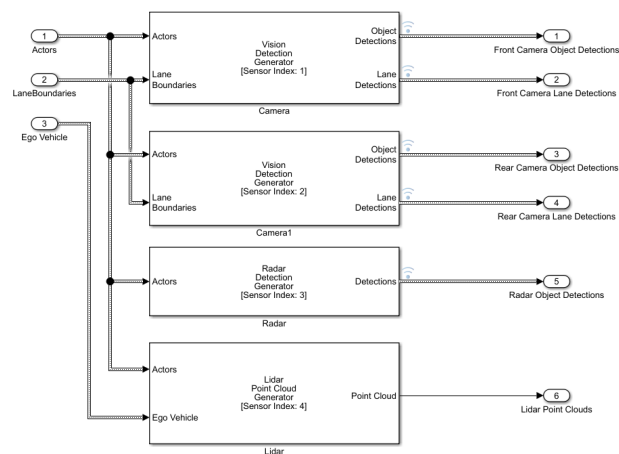 1
Actors
2
LaneBoundaries
3
Ego Vehicle
Actors
Lane
Boundaries
Vision
Detection
Generator
[Sensor Index: 1]
Object
Detections
Lane
Detections
Camera
1
Front Camera Object Detections
2
Front Camera Lane Detections
Actors
Lane
Boundaries
Vision
Detection
Generator
[Sensor Index: 2]
Object
Detections
Lane
Detections
Camera1
3
Rear Camera Object Detections
4
Rear Camera Lane Detections
Actors
Radar
Detection
Generator
[Sensor Index: 3]
Detections
Radar
5
Radar Object Detections
Actors
Ego Vehicle
Lidar
Point Cloud
Generator
[Sensor Index: 4]
Point Cloud
Lidar
6
Lidar Point Clouds